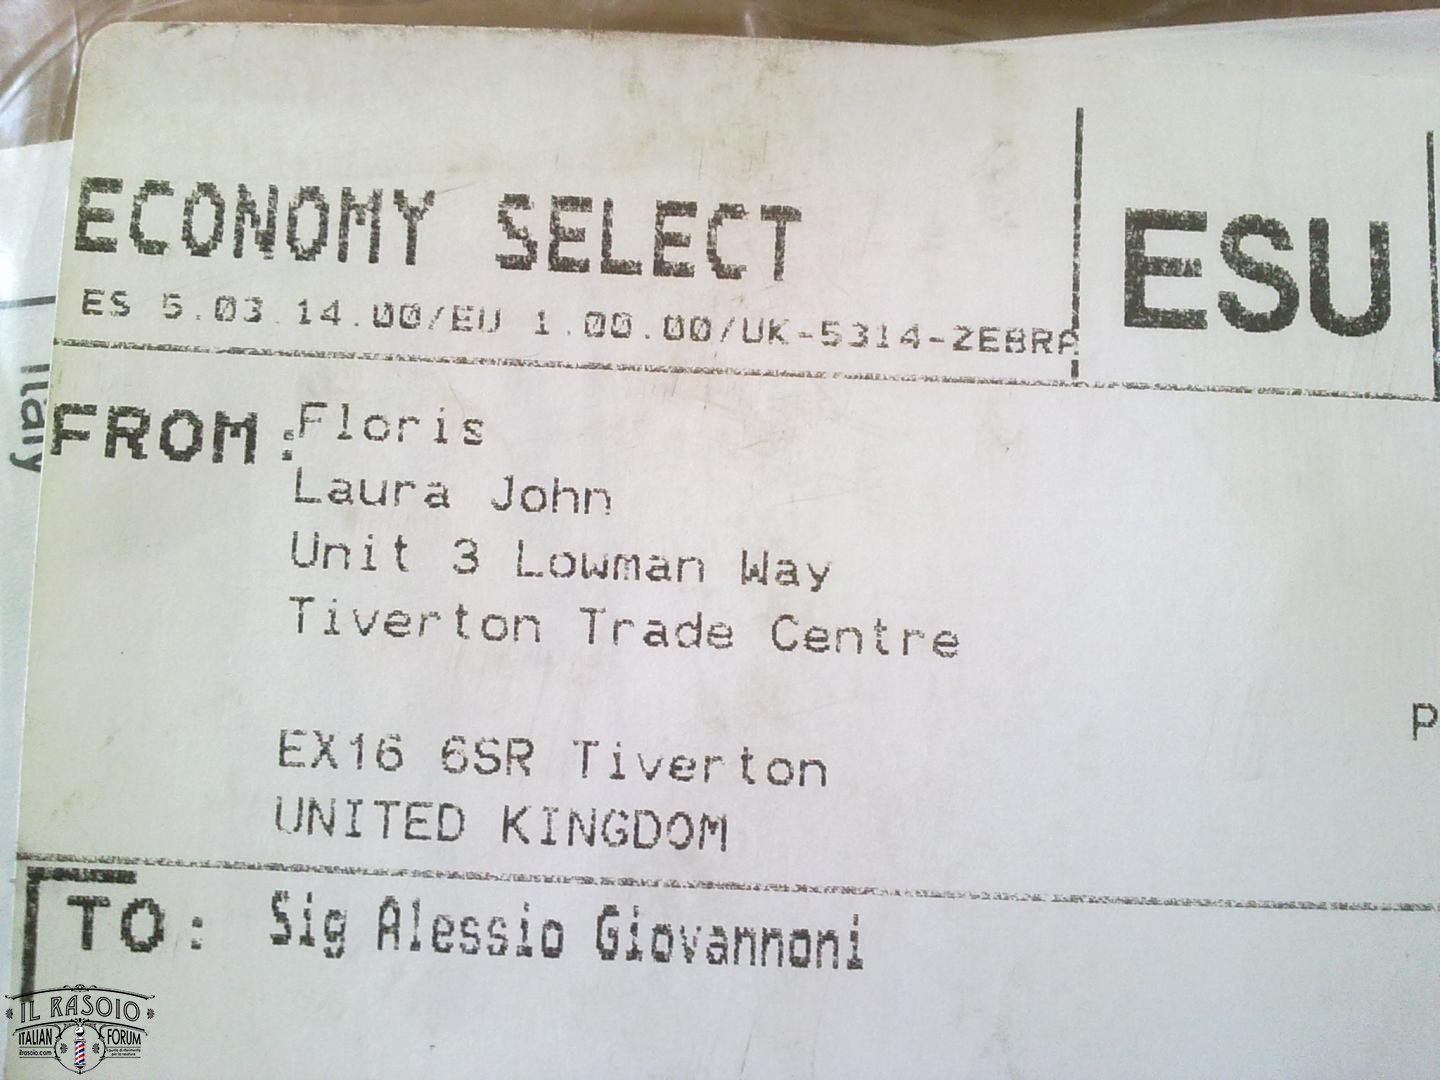 ECONOMY SELECT
ESU
ES 5.03.14.00/EU 1.00.00/UK-5314-ZEBRA
FROM: Floris
Laura John
Unit 3 Lowman Way
Tiverton Trade Centre
P
EX16 6SR Tiverton
UNITED KINGDOM
TO: Sig Alessio Giovannoni
Italy
IL RASOIO
ITALIAN FORUM
ilrasoio.com